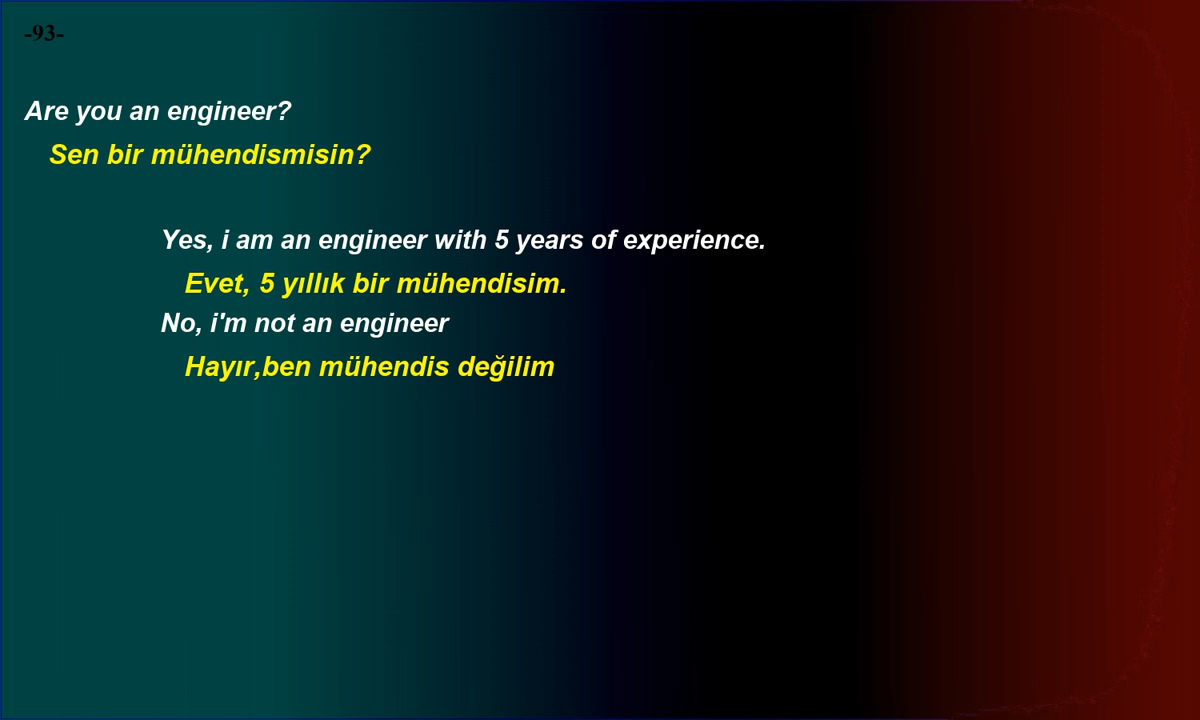 -93-
Are you an engineer?
Sen bir mühendismisin?
Yes, i am an engineer with 5 years of experience.
Evet, 5 yıllık bir mühendisim.
No, i'm not an engineer
Hayır,ben mühendis değilim